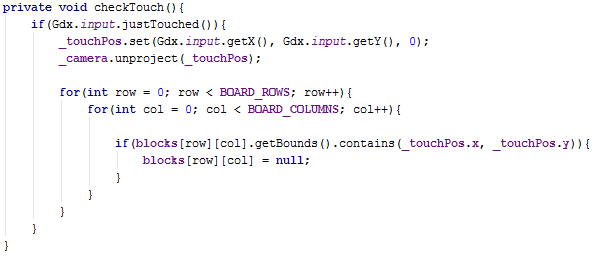 private void checkTouch(){
    if(Gdx.input.justTouched()){
        _touchPos.set(Gdx.input.getX(), Gdx.input.getY(), 0);
        _camera.unproject(_touchPos);

        for(int row = 0; row < BOARD_ROWS; row++){
            for(int col = 0; col < BOARD_COLUMNS; col++){

                if(blocks[row][col].getBounds().contains(_touchPos.x, _touchPos.y)){
                    blocks[row][col] = null;
                }
            }
        }
    }
}